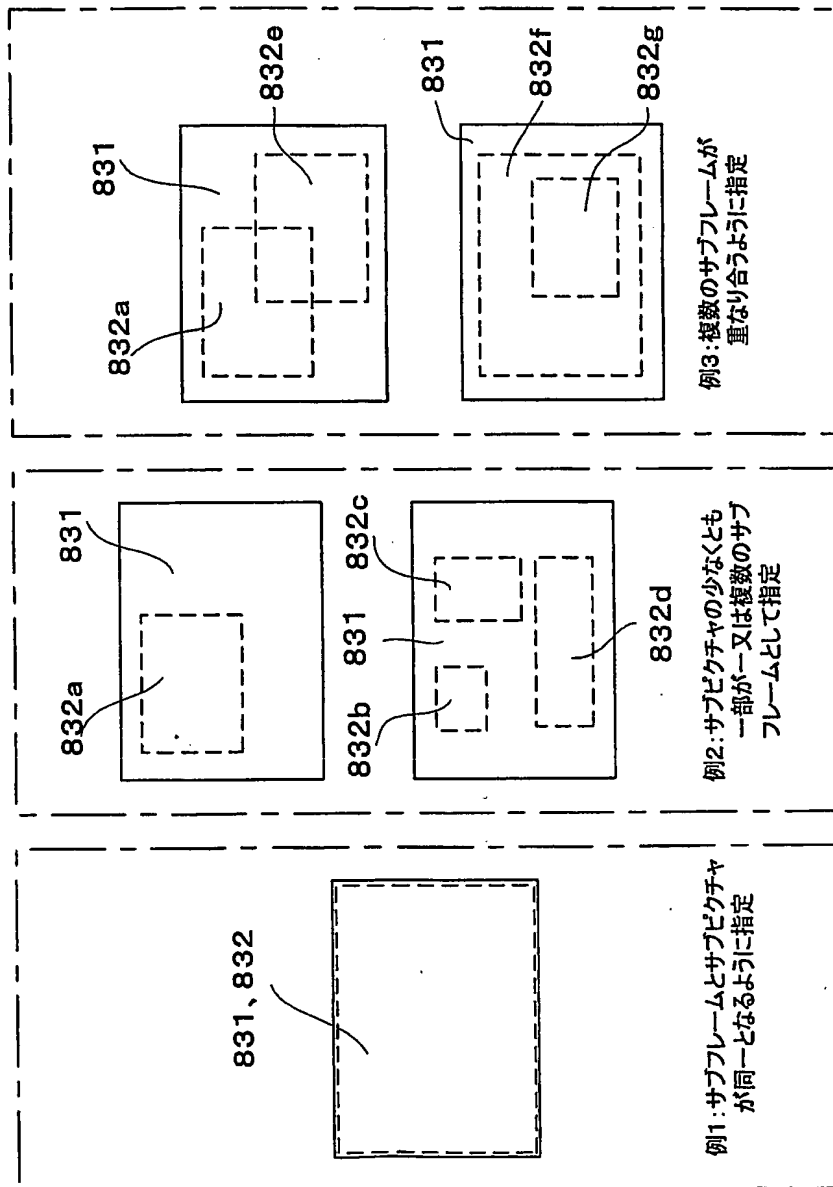 831、832
例1:サブフレームとサブピクチャ
が同一となるように指定
831
832a
832b
831
832c
832d
例2:サブピクチャの少なくとも
一部が一又は複数のサブ
フレームとして指定
831
832a
832e
831
832f
832g
例3:複数のサブフレームが
重なり合うように指定